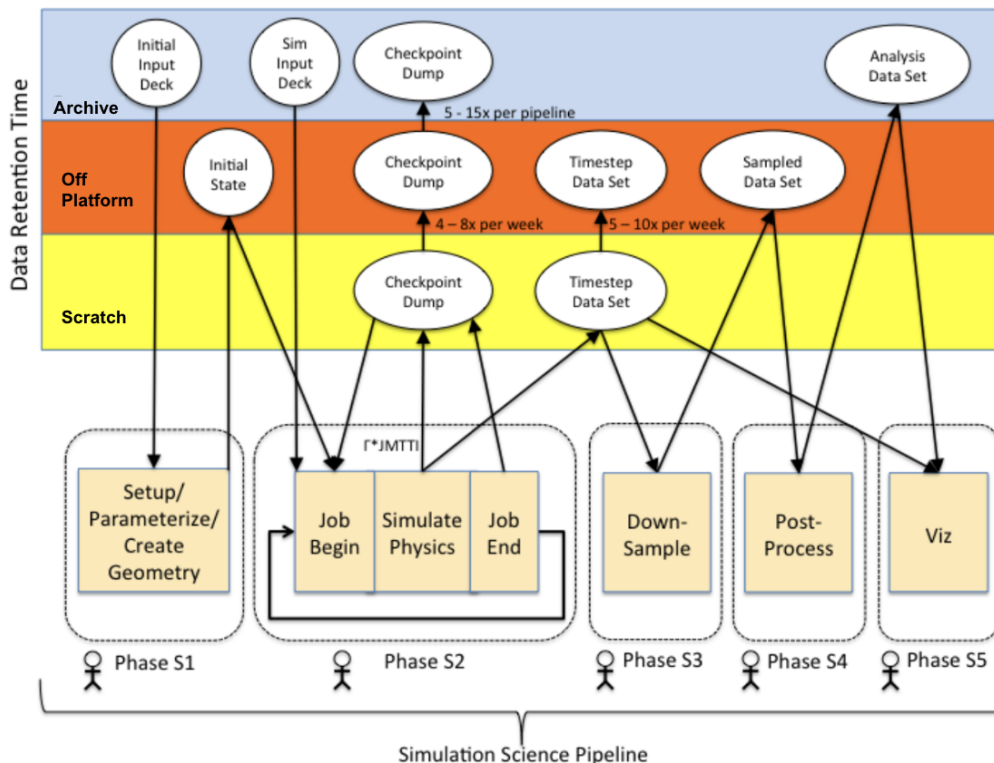 Data Retention Time
Initial
Input
Deck
Sim
Input
Deck
Checkpoint
Dump
Analysis
Data Set
Archive
5 - 15x per pipeline
Initial
State
Checkpoint
Dump
Timestep
Data Set
Sampled
Data Set
Off
Platform
4 – 8x per week
5 – 10x per week
Checkpoint
Dump
Timestep
Data Set
Scratch
Γ*JMTTI
Setup/
Parameterize/
Create
Geometry
Job
Begin
Simulate
Physics
Job
End
Down-
Sample
Post-
Process
Viz
Phase S1
Phase S2
Phase S3
Phase S4
Phase S5
Simulation Science Pipeline